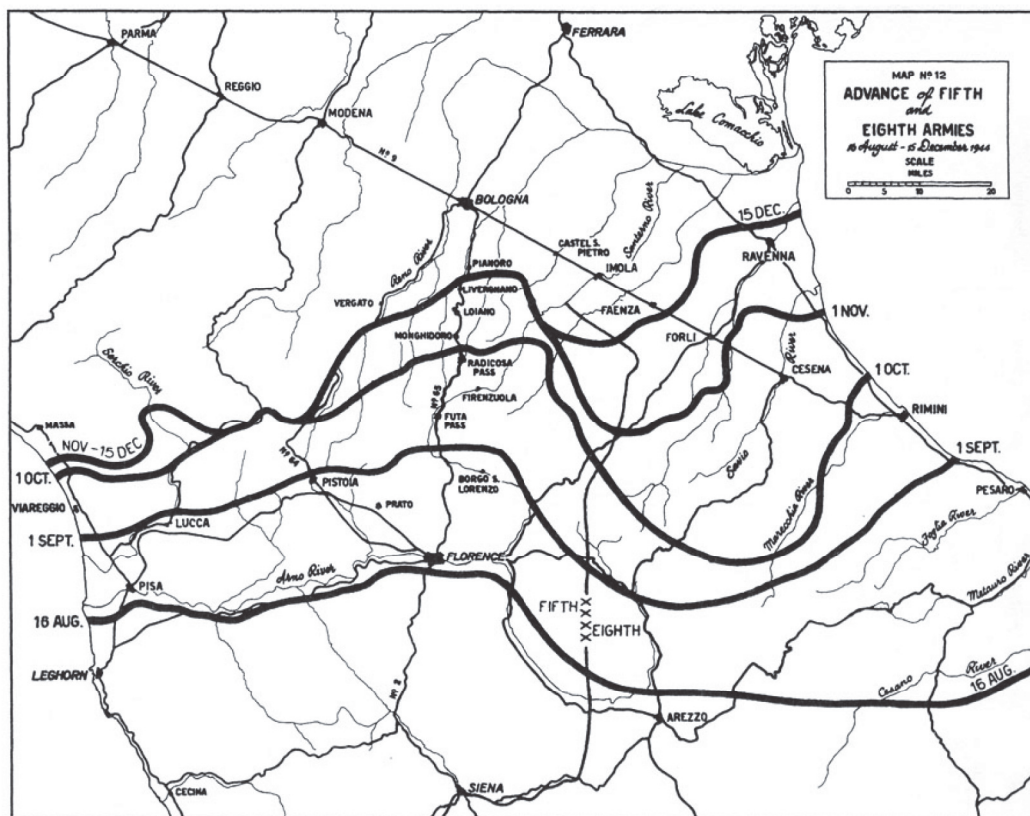 MAP Nº 12
ADVANCE of FIFTH
and
EIGHTH ARMIES
16 August - 15 December 1944
SCALE
MILES
10 5 0 10 20
PARMA
FERRARA
REGGIO
MODENA
Lake Comacchio
Nº 9
BOLOGNA
15 DEC.
Santerno River
Reno River
CASTEL S.
PIETRO
RAVENNA
PIANORO
IMOLA
LIVERGNANO
VERGATO
LOIANO
FAENZA
1 NOV.
MONGHIDORO
FORLI
River
Serchio River
RADICOSA
PASS
CESENA
1 OCT.
Nº 65
FIRENZUOLA
RIMINI
FUTA
PASS
MASSA
NOV - 15 DEC
Nº 64
Savio
1 SEPT.
1 OCT.
PISTOIA
BORGO S.
LORENZO
PESARO
VIAREGGIO
PRATO
Marecchia River
LUCCA
Foglia River
1 SEPT.
FLORENCE
Arno River
Metauro River
PISA
FIFTH
XXXX
EIGHTH
16 AUG.
LEGHORN
Cesano River
16 AUG.
Nº 2
AREZZO
CECINA
SIENA